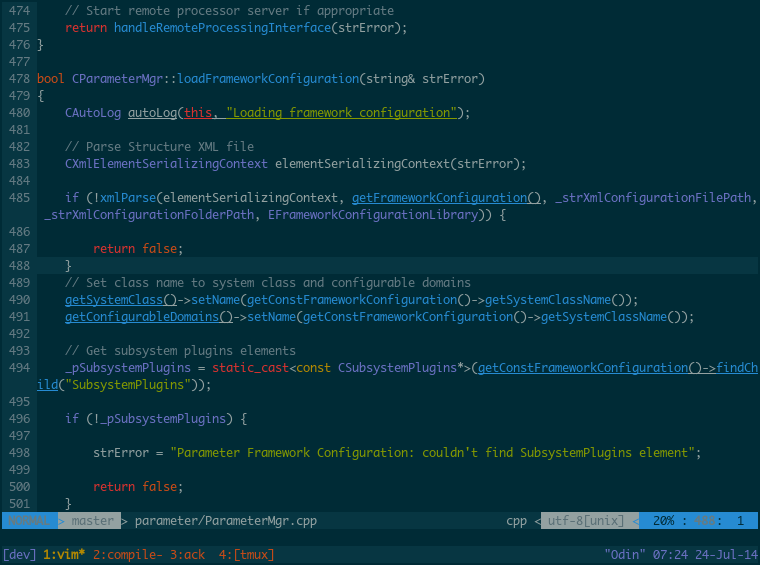 474     // Start remote processor server if appropriate
475     return handleRemoteProcessingInterface(strError);
476 }
477
478 bool CParameterMgr::loadFrameworkConfiguration(string& strError)
479 {
480     CAutoLog autoLog(this, "Loading framework configuration");
481
482     // Parse Structure XML file
483     CXmlElementSerializingContext elementSerializingContext(strError);
484
485     if (!xmlParse(elementSerializingContext, getFrameworkConfiguration(), _strXmlConfigurationFilePath,
_strXmlConfigurationFolderPath, EFrameworkConfigurationLibrary)) {
486
487         return false;
488     }
489     // Set class name to system class and configurable domains
490     getSystemClass()->setName(getConstFrameworkConfiguration()->getSystemClassName());
491     getConfigurableDomains()->setName(getConstFrameworkConfiguration()->getSystemClassName());
492
493     // Get subsystem plugins elements
494     _pSubsystemPlugins = static_cast<const CSubsystemPlugins*>(getConstFrameworkConfiguration()->findCh
ild("SubsystemPlugins"));
495
496     if (!_pSubsystemPlugins) {
497
498         strError = "Parameter Framework Configuration: couldn't find SubsystemPlugins element";
499
500         return false;
501     }
> master > parameter/ParameterMgr.cpp cpp < utf-8[unix] < 20% : : 1
[dev] 1:vim* 2:compile- 3:ack 4:[tmux] "Odin" 07:24 24-Jul-14